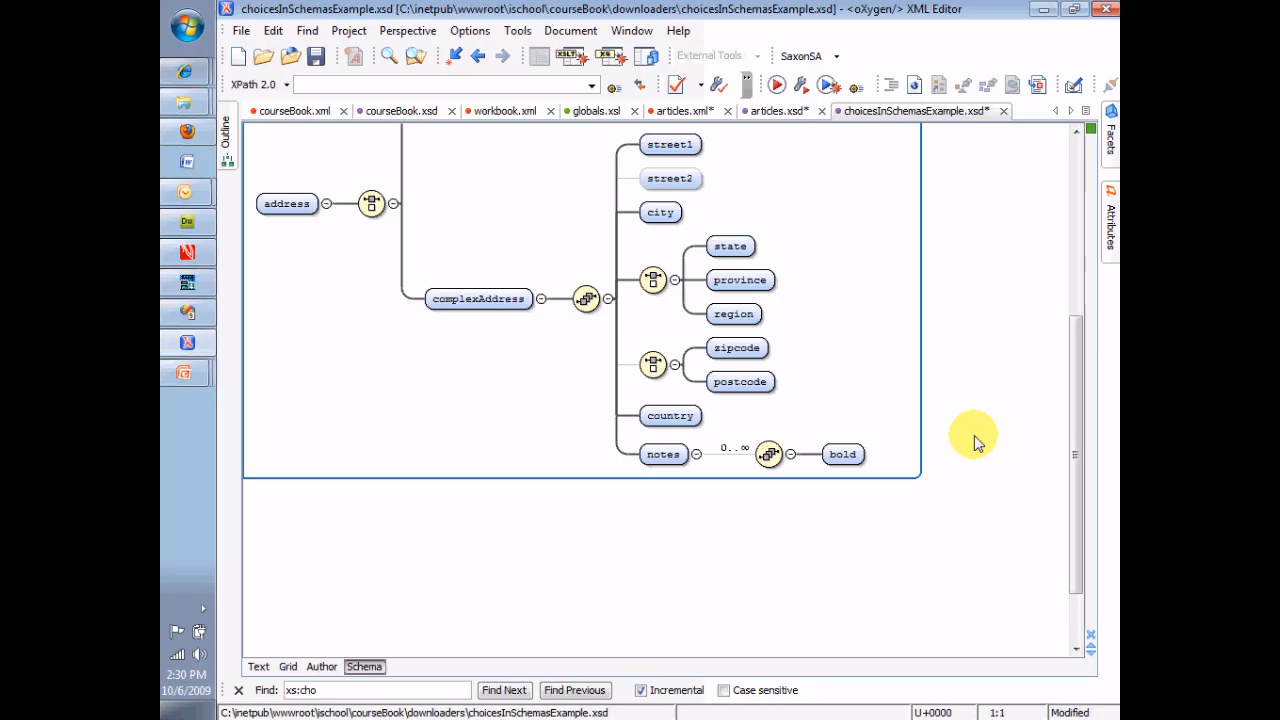 choicesInSchemasExample.xsd [C:\inetpub\wwwroot\ischool\courseBook\downloaders\choicesInSchemasExample.xsd] - <oXygen/> XML Editor
File Edit Find Project Perspective Options Tools Document Window Help
External Tools SaxonSA
XPath 2.0
courseBook.xml courseBook.xsd workbook.xml globals.xsl articles.xml* articles.xsd* choicesInSchemasExample.xsd*
Outline
Facets
Attributes
street1
street2
address
city
state
province
complexAddress
region
zipcode
postcode
country
notes 0..∞ bold
Text Grid Author Schema
2:30 PM
10/6/2009
Find: xs:cho Find Next Find Previous Incremental Case sensitive
C:\inetpub\wwwroot\ischool\courseBook\downloaders\choicesInSchemasExample.xsd U+0000 1:1 Modified